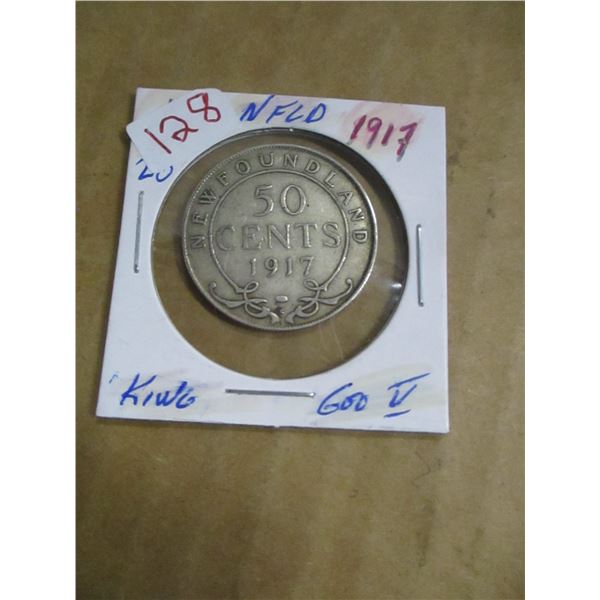 128 NFLD 1917
NEWFOUNDLAND
50
CENTS
1917
KING GEO V